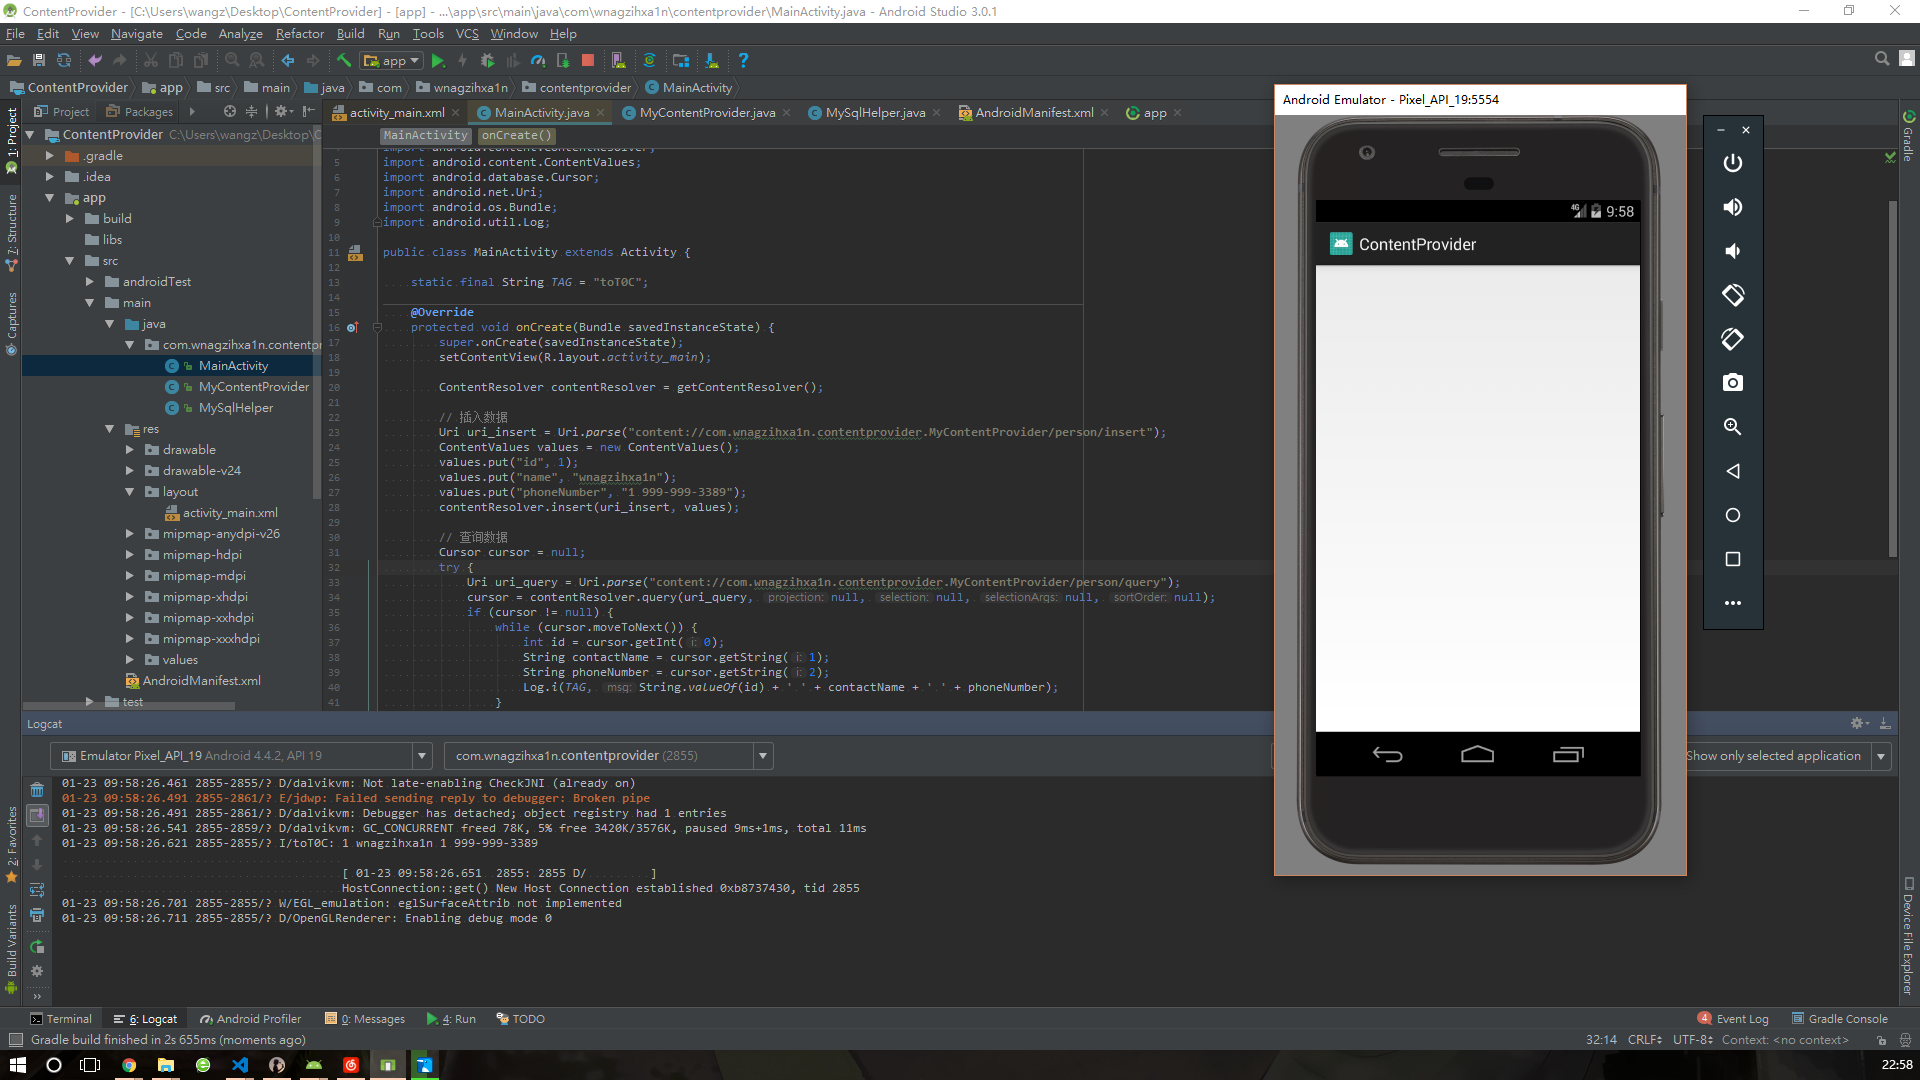 ContentProvider - [C:\Users\wangz\Desktop\ContentProvider] - [app] - ...\app\src\main\java\com\wnagzihxa1n\contentprovider\MainActivity.java - Android Studio 3.0.1
File Edit View Navigate Code Analyze Refactor Build Run Tools VCS Window Help
app
ContentProvider app src main java com wnagzihxa1n contentprovider MainActivity
Project Packages
activity_main.xml MainActivity.java MyContentProvider.java MySqlHelper.java AndroidManifest.xml app
MainActivity onCreate()
1: Project
7: Structure
Captures
2: Favorites
Build Variants
ContentProvider C:\Users\wangz\Desktop\C
.gradle
.idea
app
build
libs
src
androidTest
main
java
com.wnagzihxa1n.contentpr
MainActivity
MyContentProvider
MySqlHelper
res
drawable
drawable-v24
layout
activity_main.xml
mipmap-anydpi-v26
mipmap-hdpi
mipmap-mdpi
mipmap-xhdpi
mipmap-xxhdpi
mipmap-xxxhdpi
values
AndroidManifest.xml
test
5 import android.content.ContentValues;
6 import android.database.Cursor;
7 import android.net.Uri;
8 import android.os.Bundle;
9 import android.util.Log;
10
11 public class MainActivity extends Activity {
12
13 static final String TAG = "toT0C";
14
15 @Override
16 protected void onCreate(Bundle savedInstanceState) {
17 super.onCreate(savedInstanceState);
18 setContentView(R.layout.activity_main);
19
20 ContentResolver contentResolver = getContentResolver();
21
22 // 插入数据
23 Uri uri_insert = Uri.parse("content://com.wnagzihxa1n.contentprovider.MyContentProvider/person/insert");
24 ContentValues values = new ContentValues();
25 values.put("id", 1);
26 values.put("name", "wnagzihxa1n");
27 values.put("phoneNumber", "1 999-999-3389");
28 contentResolver.insert(uri_insert, values);
29
30 // 查询数据
31 Cursor cursor = null;
32 try {
33 Uri uri_query = Uri.parse("content://com.wnagzihxa1n.contentprovider.MyContentProvider/person/query");
34 cursor = contentResolver.query(uri_query, projection: null, selection: null, selectionArgs: null, sortOrder: null);
35 if (cursor != null) {
36 while (cursor.moveToNext()) {
37 int id = cursor.getInt( i: 0);
38 String contactName = cursor.getString( i: 1);
39 String phoneNumber = cursor.getString( i: 2);
40 Log.i(TAG, msg: String.valueOf(id) + ' ' + contactName + ' ' + phoneNumber);
41 }
Android Emulator - Pixel_API_19:5554
4G 9:58
ContentProvider
Gradle
Device File Explorer
Logcat
Emulator Pixel_API_19 Android 4.4.2, API 19
com.wnagzihxa1n.contentprovider (2855)
Show only selected application
01-23 09:58:26.461 2855-2855/? D/dalvikvm: Not late-enabling CheckJNI (already on)
01-23 09:58:26.491 2855-2861/? E/jdwp: Failed sending reply to debugger: Broken pipe
01-23 09:58:26.491 2855-2861/? D/dalvikvm: Debugger has detached; object registry had 1 entries
01-23 09:58:26.541 2855-2859/? D/dalvikvm: GC_CONCURRENT freed 78K, 5% free 3420K/3576K, paused 9ms+1ms, total 11ms
01-23 09:58:26.621 2855-2855/? I/toT0C: 1 wnagzihxa1n 1 999-999-3389
[ 01-23 09:58:26.651 2855: 2855 D/ ]
HostConnection::get() New Host Connection established 0xb8737430, tid 2855
01-23 09:58:26.701 2855-2855/? W/EGL_emulation: eglSurfaceAttrib not implemented
01-23 09:58:26.711 2855-2855/? D/OpenGLRenderer: Enabling debug mode 0
Terminal 6: Logcat Android Profiler 0: Messages 4: Run TODO
4 Event Log Gradle Console
Gradle build finished in 2s 655ms (moments ago)
32:14 CRLF UTF-8 Context: <no context>
22:58